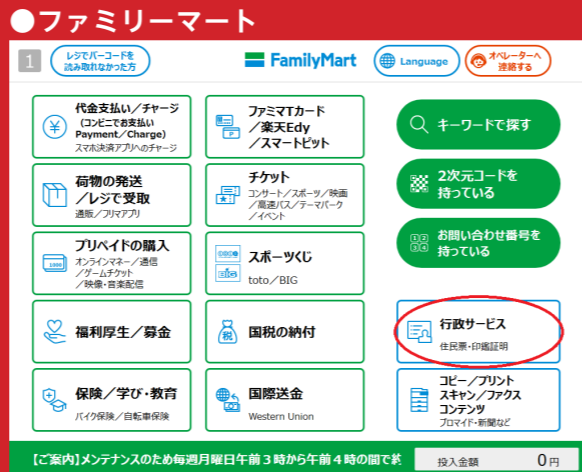 ●ファミリーマート
1
レジでバーコードを
読み取れなかった方
FamilyMart
Language
オペレーターへ
連絡する
代金支払い／チャージ
（コンビニでお支払い
Payment／Charge）
スマホ決済アプリへのチャージ
ファミマTカード
／楽天Edy
／スマートピット
キーワードで探す
荷物の発送
／レジで受取
通販／フリマアプリ
チケット
コンサート／スポーツ／映画
／高速バス／テーマパーク
／イベント
2次元コードを
持っている
プリペイドの購入
オンラインマネー／通信
／ゲームチケット
／映像・音楽配信
スポーツくじ
toto／BIG
お問い合わせ番号を
持っている
福利厚生／募金
国税の納付
行政サービス
住民票・印鑑証明
保険／学び・教育
バイク保険／自転車保険
国際送金
Western Union
コピー／プリント
スキャン／ファクス
コンテンツ
ブロマイド・新聞など
【ご案内】メンテナンスのため毎週月曜日午前３時から午前４時の間で約
投入金額 0円